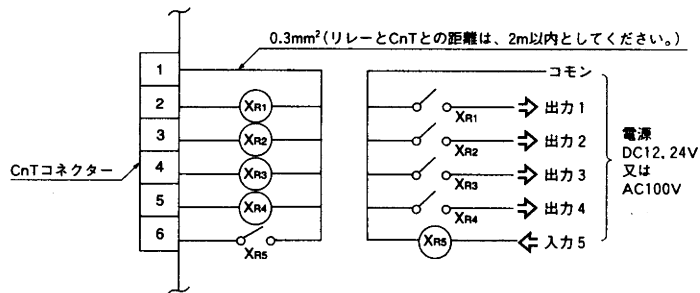 0.3mm²(リレーとCnTとの距離は、2m以内としてください。)
1
2
3
4
5
6
CnTコネクター
XR1
XR2
XR3
XR4
XR5
コモン
XR1
出力1
XR2
出力2
XR3
出力3
XR4
出力4
XR5
入力5
電源
DC12, 24V
又は
AC100V